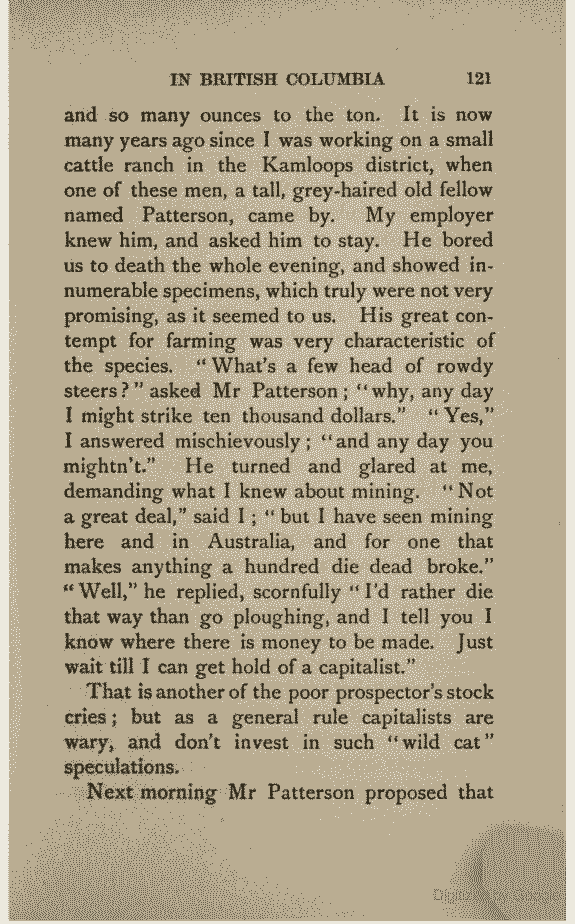 IN BRITISH COLUMBIA 121
and so many ounces to the ton. It is now
many years ago since I was working on a small
cattle ranch in the Kamloops district, when
one of these men, a tall, grey-haired old fellow
named Patterson, came by. My employer
knew him, and asked him to stay. He bored
us to death the whole evening, and showed in-
numerable specimens, which truly were not very
promising, as it seemed to us. His great con-
tempt for farming was very characteristic of
the species. "What's a few head of rowdy
steers?" asked Mr Patterson; "why, any day
I might strike ten thousand dollars." "Yes,"
I answered mischievously; "and any day you
mightn't." He turned and glared at me,
demanding what I knew about mining. "Not
a great deal," said I; "but I have seen mining
here and in Australia, and for one that
makes anything a hundred die dead broke."
"Well," he replied, scornfully "I'd rather die
that way than go ploughing, and I tell you I
know where there is money to be made. Just
wait till I can get hold of a capitalist."
That is another of the poor prospector's stock
cries; but as a general rule capitalists are
wary, and don't invest in such "wild cat"
speculations.
Next morning Mr Patterson proposed that
Digitized by Google